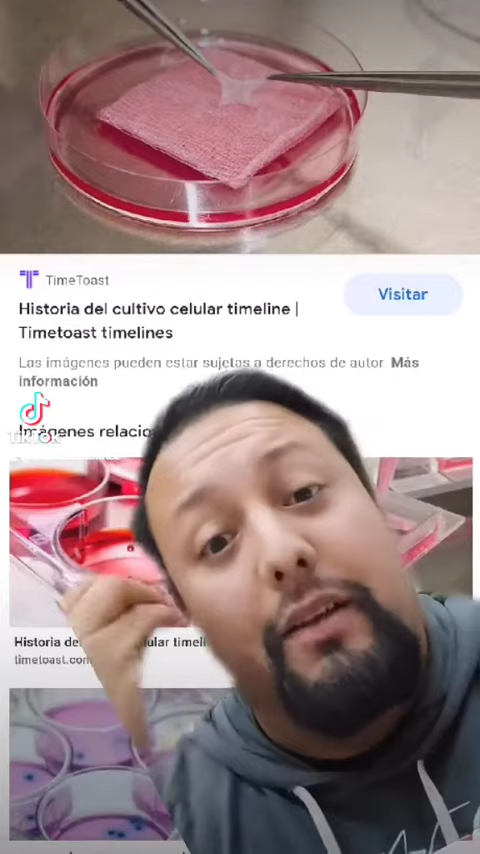 TimeToast
Visitar
Historia del cultivo celular timeline |
Timetoast timelines
Las imágenes pueden estar sujetas a derechos de autor. Más
información
TikTok
Imágenes relacio
Historia de
lular timeli
timetoast.com